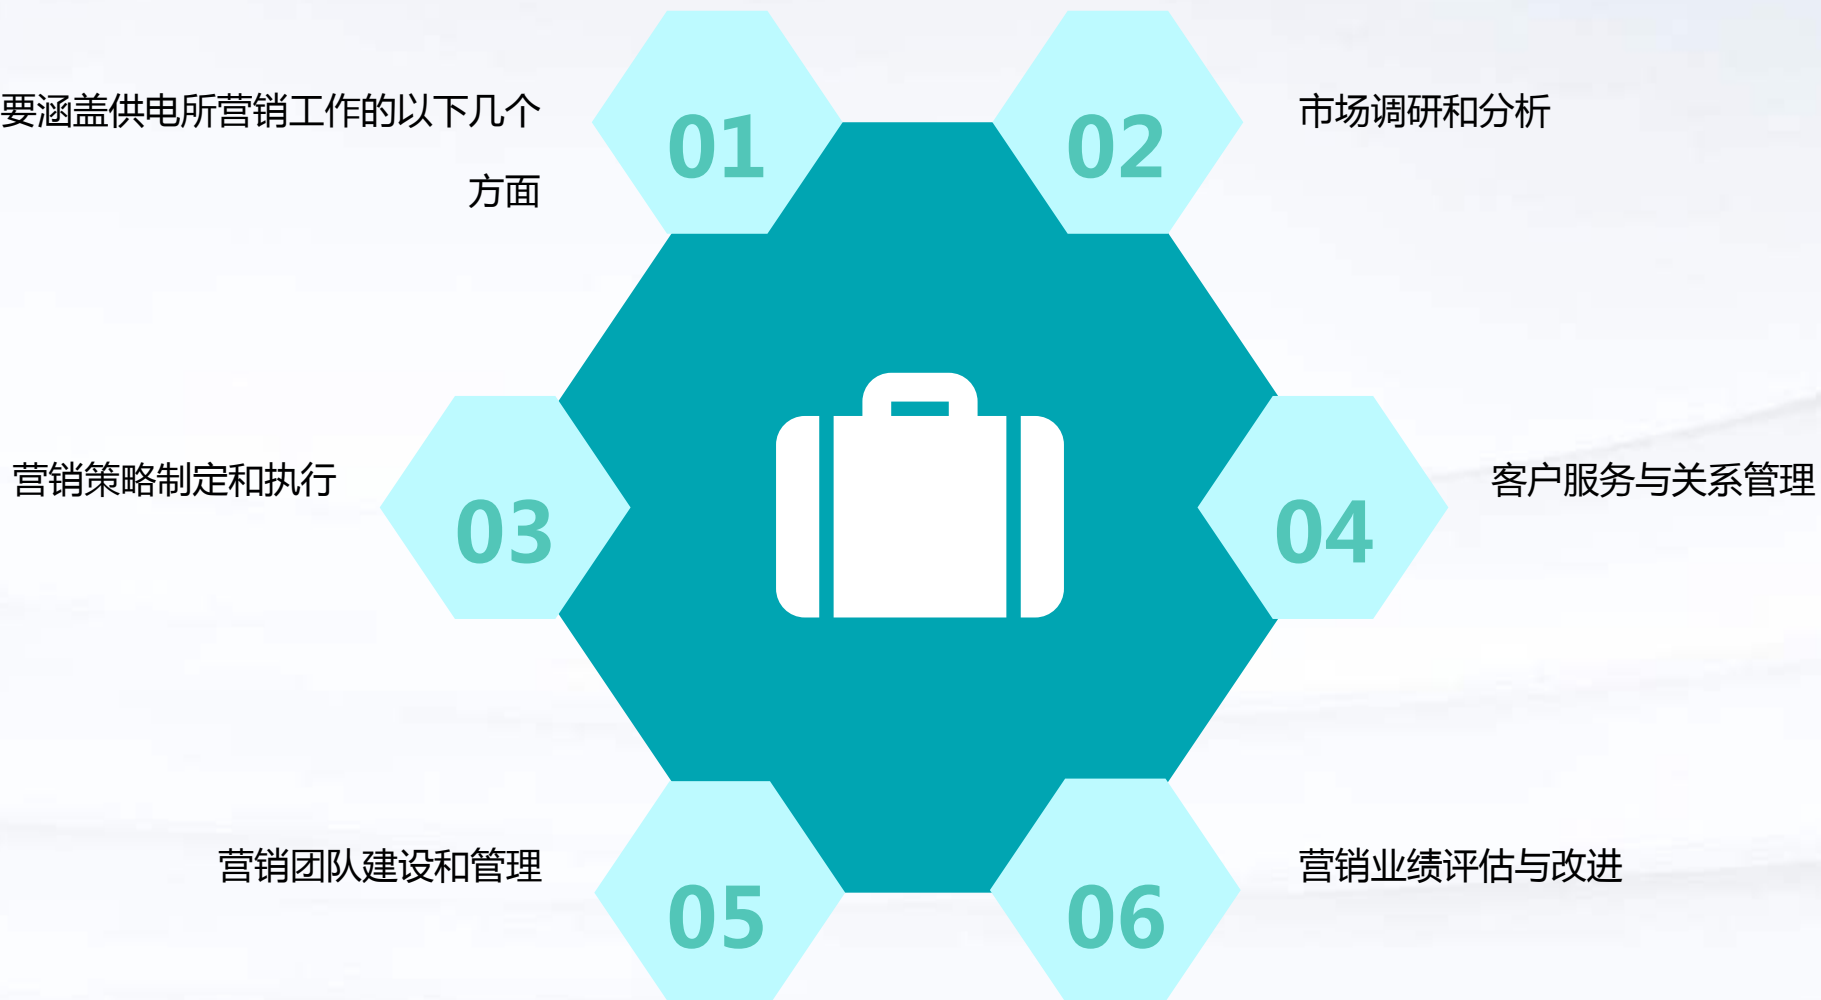 要涵盖供电所营销工作的以下几个
方面
01
02
市场调研和分析
营销策略制定和执行
03
04
客户服务与关系管理
营销团队建设和管理
05
06
营销业绩评估与改进